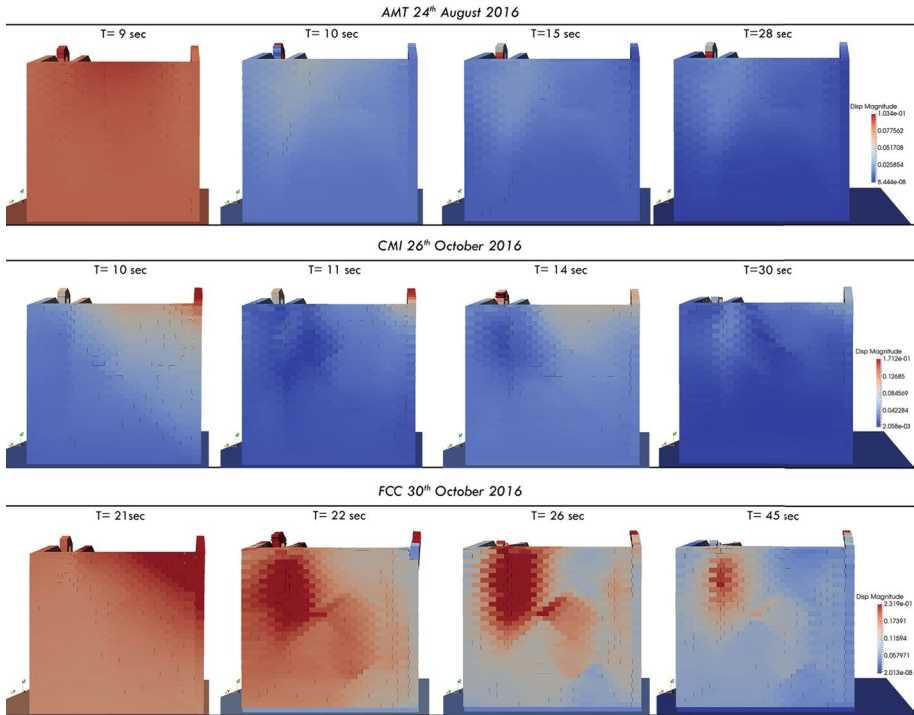 AMT 24th August 2016
T= 9 sec
T= 10 sec
T=15 sec
T=28 sec
Disp Magnitude
1.034e-01
0.077562
0.051708
0.025854
8.444e-08
CMI 26th October 2016
T= 10 sec
T= 11 sec
T= 14 sec
T=30 sec
Disp Magnitude
1.712e-01
0.12685
0.084569
0.042284
2.058e-03
FCC 30th October 2016
T= 21sec
T= 22 sec
T= 26 sec
T= 45 sec
Disp Magnitude
2.319e-01
0.17391
0.11594
0.057971
2.013e-08